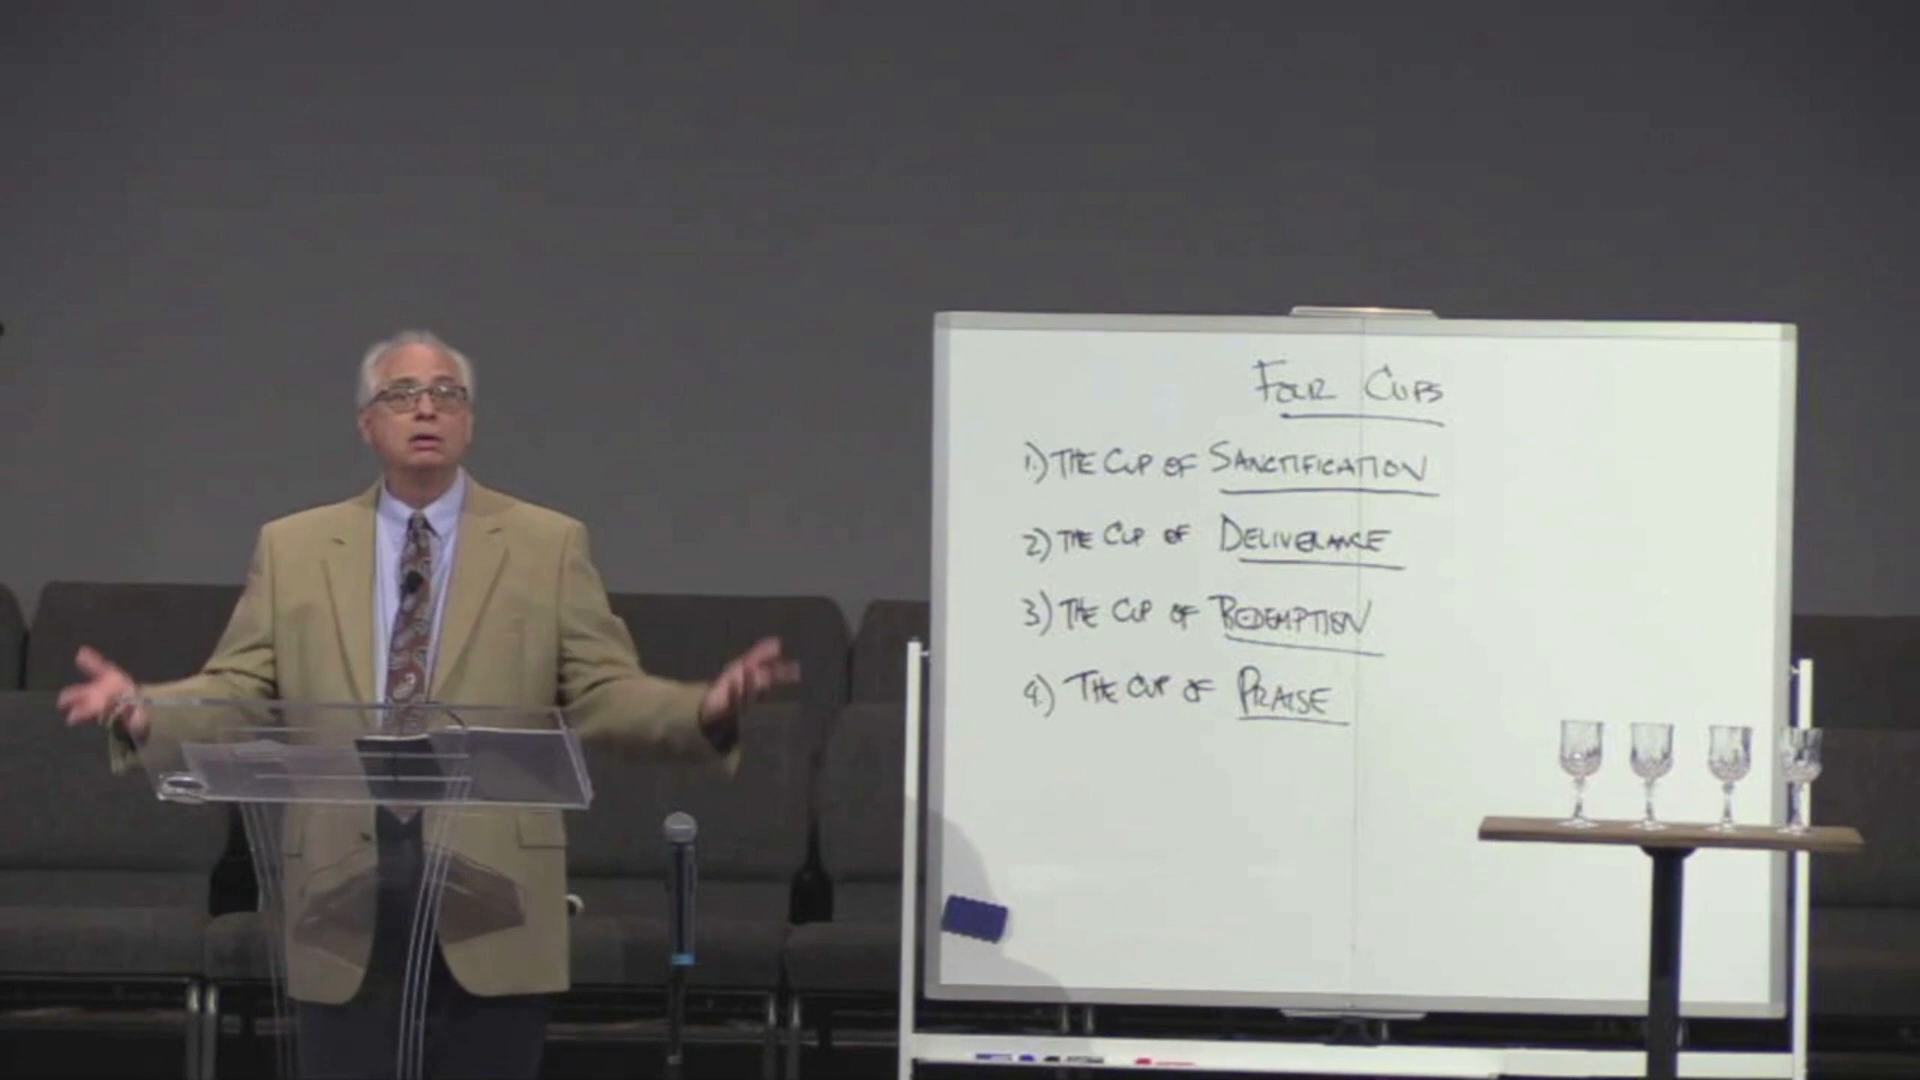 FOUR CUPS
1.) THE CUP OF SANCTIFICATION
2) THE CUP OF DELIVERANCE
3) THE CUP OF REDEMPTION
4.) THE CUP OF PRAISE